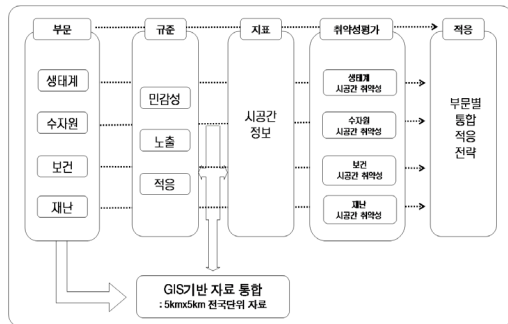 부문
규준
지표
취약성평가
적응
생태계
수자원
보건
재난
민감성
노출
적응
시공간
정보
생태계
시공간 취약성
수자원
시공간 취약성
보건
시공간 취약성
재난
시공간 취약성
부문별
통합
적응
전략
GIS기반 자료 통합
: 5kmx5km 전국단위 자료